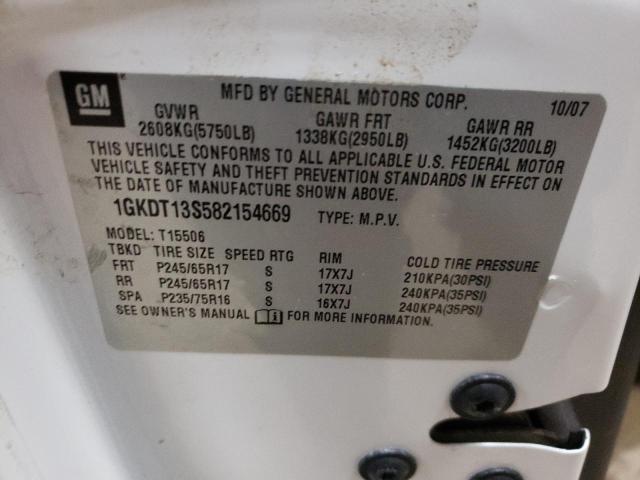 GM
MFD BY GENERAL MOTORS CORP. 10/07
GVWR GAWR FRT GAWR RR
2608KG(5750LB) 1338KG(2950LB) 1452KG(3200LB)
THIS VEHICLE CONFORMS TO ALL APPLICABLE U.S. FEDERAL MOTOR
VEHICLE SAFETY AND THEFT PREVENTION STANDARDS IN EFFECT ON
THE DATE OF MANUFACTURE SHOWN ABOVE.
1GKDT13S582154669 TYPE: M.P.V.
MODEL: T15506
TBKD TIRE SIZE SPEED RTG RIM COLD TIRE PRESSURE
FRT P245/65R17 S 17X7J 210KPA(30PSI)
RR P245/65R17 S 17X7J 240KPA(35PSI)
SPA P235/75R16 S 16X7J 240KPA(35PSI)
SEE OWNER'S MANUAL FOR MORE INFORMATION.